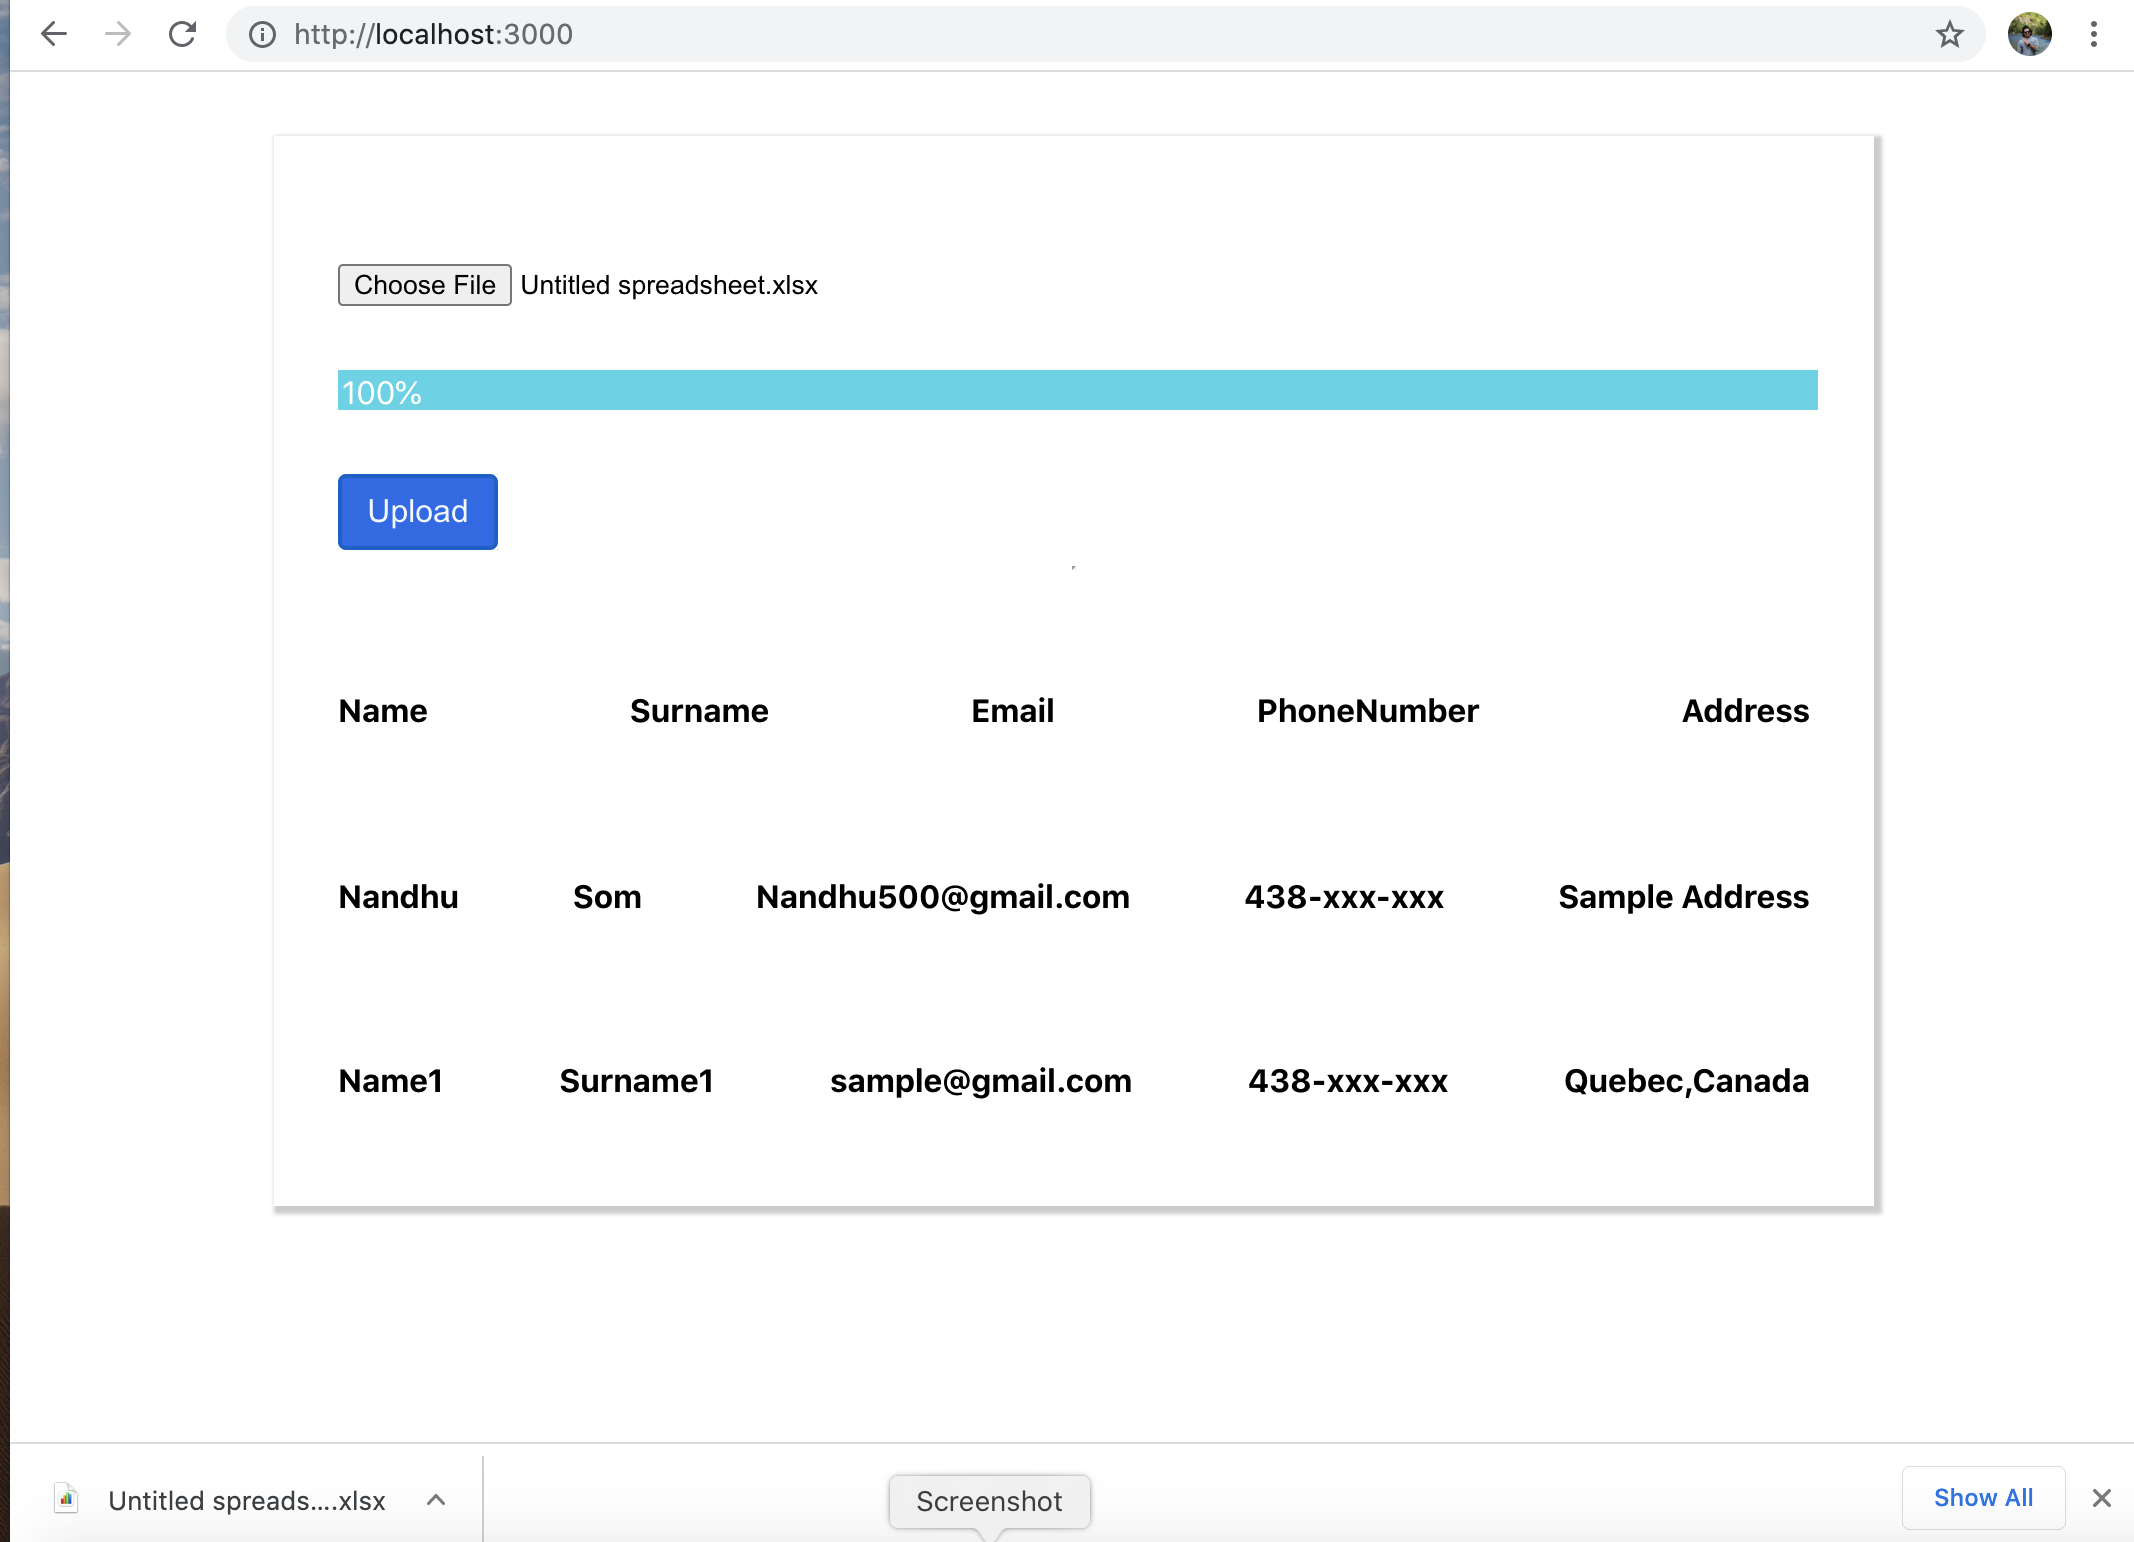 http://localhost:3000
Choose File Untitled spreadsheet.xlsx
100%
Upload
Name Surname Email PhoneNumber Address
Nandhu Som Nandhu500@gmail.com 438-xxx-xxx Sample Address
Name1 Surname1 sample@gmail.com 438-xxx-xxx Quebec,Canada
Untitled spreads....xlsx Screenshot Show All